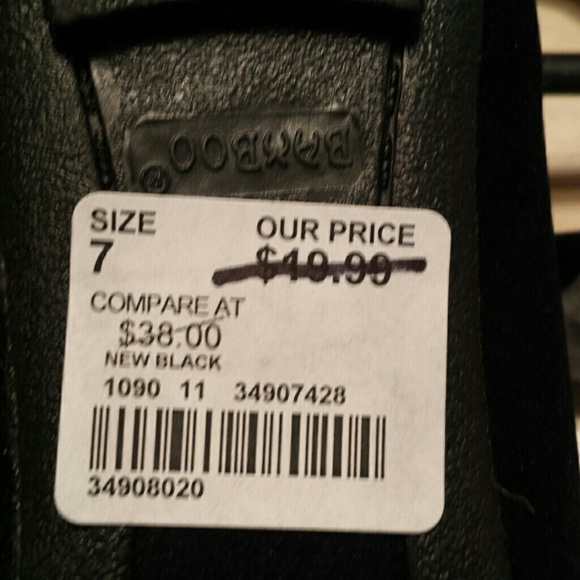 BAMBOO
SIZE
7
OUR PRICE
$19.99
COMPARE AT
$38.00
NEW BLACK
1090 11 34907428
34908020